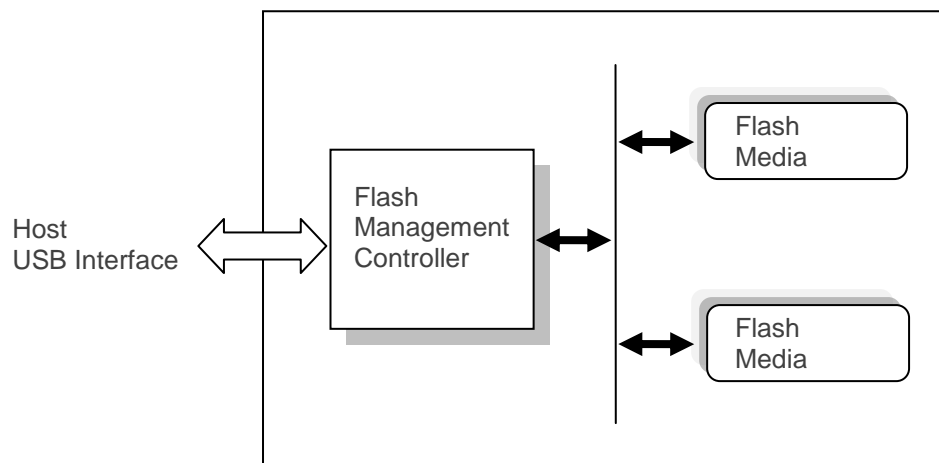 Host
USB Interface
Flash
Management
Controller
Flash
Media
Flash
Media